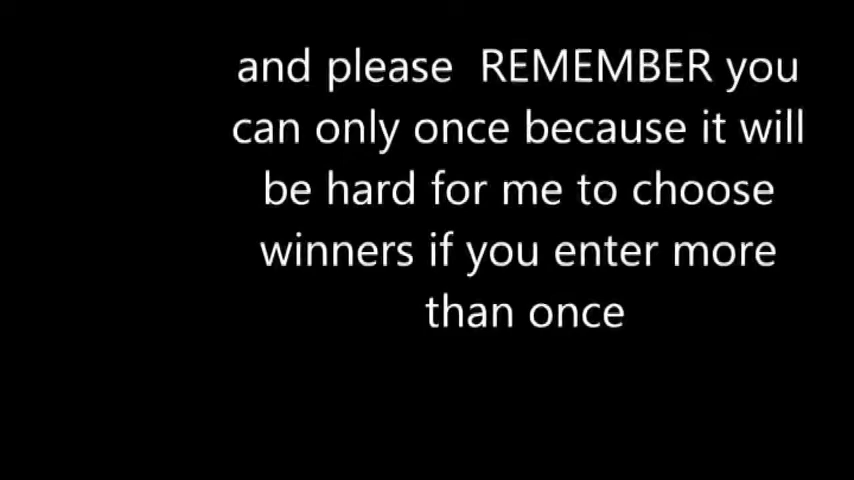 and please  REMEMBER you
can only once because it will
be hard for me to choose
winners if you enter more
than once